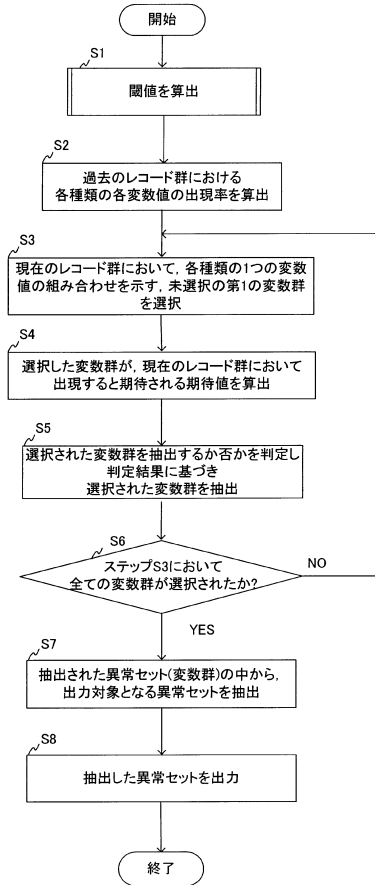 開始
S1
閾値を算出
S2
過去のレコード群における
各種類の各変数値の出現率を算出
S3
現在のレコード群において, 各種類の1つの変数
値の組み合わせを示す, 未選択の第1の変数群
を選択
S4
選択した変数群が, 現在のレコード群において
出現すると期待される期待値を算出
S5
選択された変数群を抽出するか否かを判定し
判定結果に基づき
選択された変数群を抽出
S6
ステップS3において
全ての変数群が選択されたか?
NO
YES
S7
抽出された異常セット(変数群)の中から,
出力対象となる異常セットを抽出
S8
抽出した異常セットを出力
終了